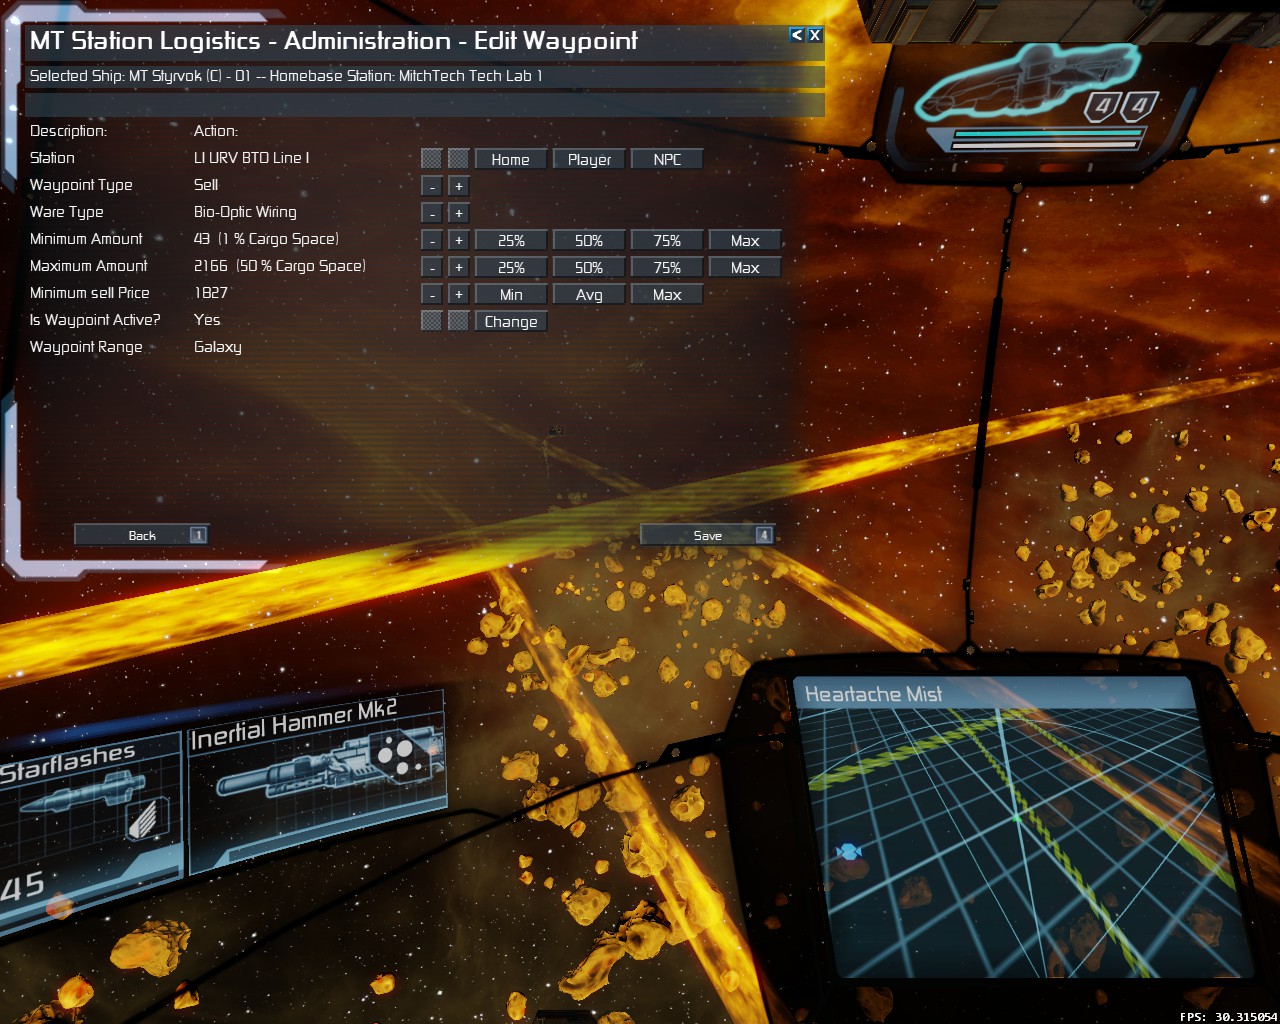 MT Station Logistics - Administration - Edit Waypoint
< X
Selected Ship: MT Styrvok (C) - 01 -- Homebase Station: MitchTech Tech Lab 1
Description: Action:
Station LI URV BTO Line I Home Player NPC
Waypoint Type Sell - +
Ware Type Bio-Optic Wiring - +
Minimum Amount 43 (1 % Cargo Space) - + 25% 50% 75% Max
Maximum Amount 2166 (50 % Cargo Space) - + 25% 50% 75% Max
Minimum sell Price 1827 - + Min Avg Max
Is Waypoint Active? Yes Change
Waypoint Range Galaxy
Back 1 Save 4
4 4
Starflashes
45
Inertial Hammer Mk2
Heartache Mist
FPS: 30.315054